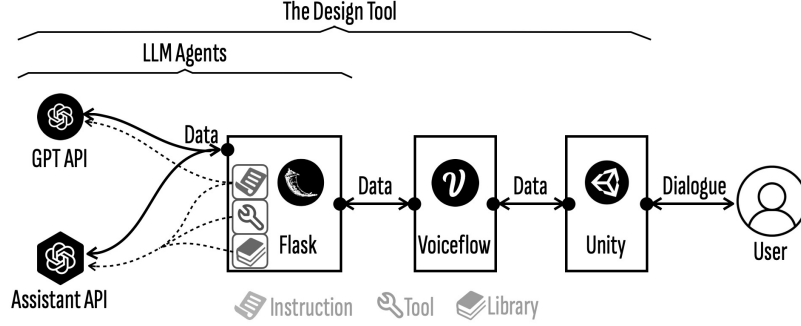 The Design Tool
LLM Agents
GPT API
Data
Assistant API
Flask
Data
Voiceflow
Data
Unity
Dialogue
User
Instruction
Tool
Library